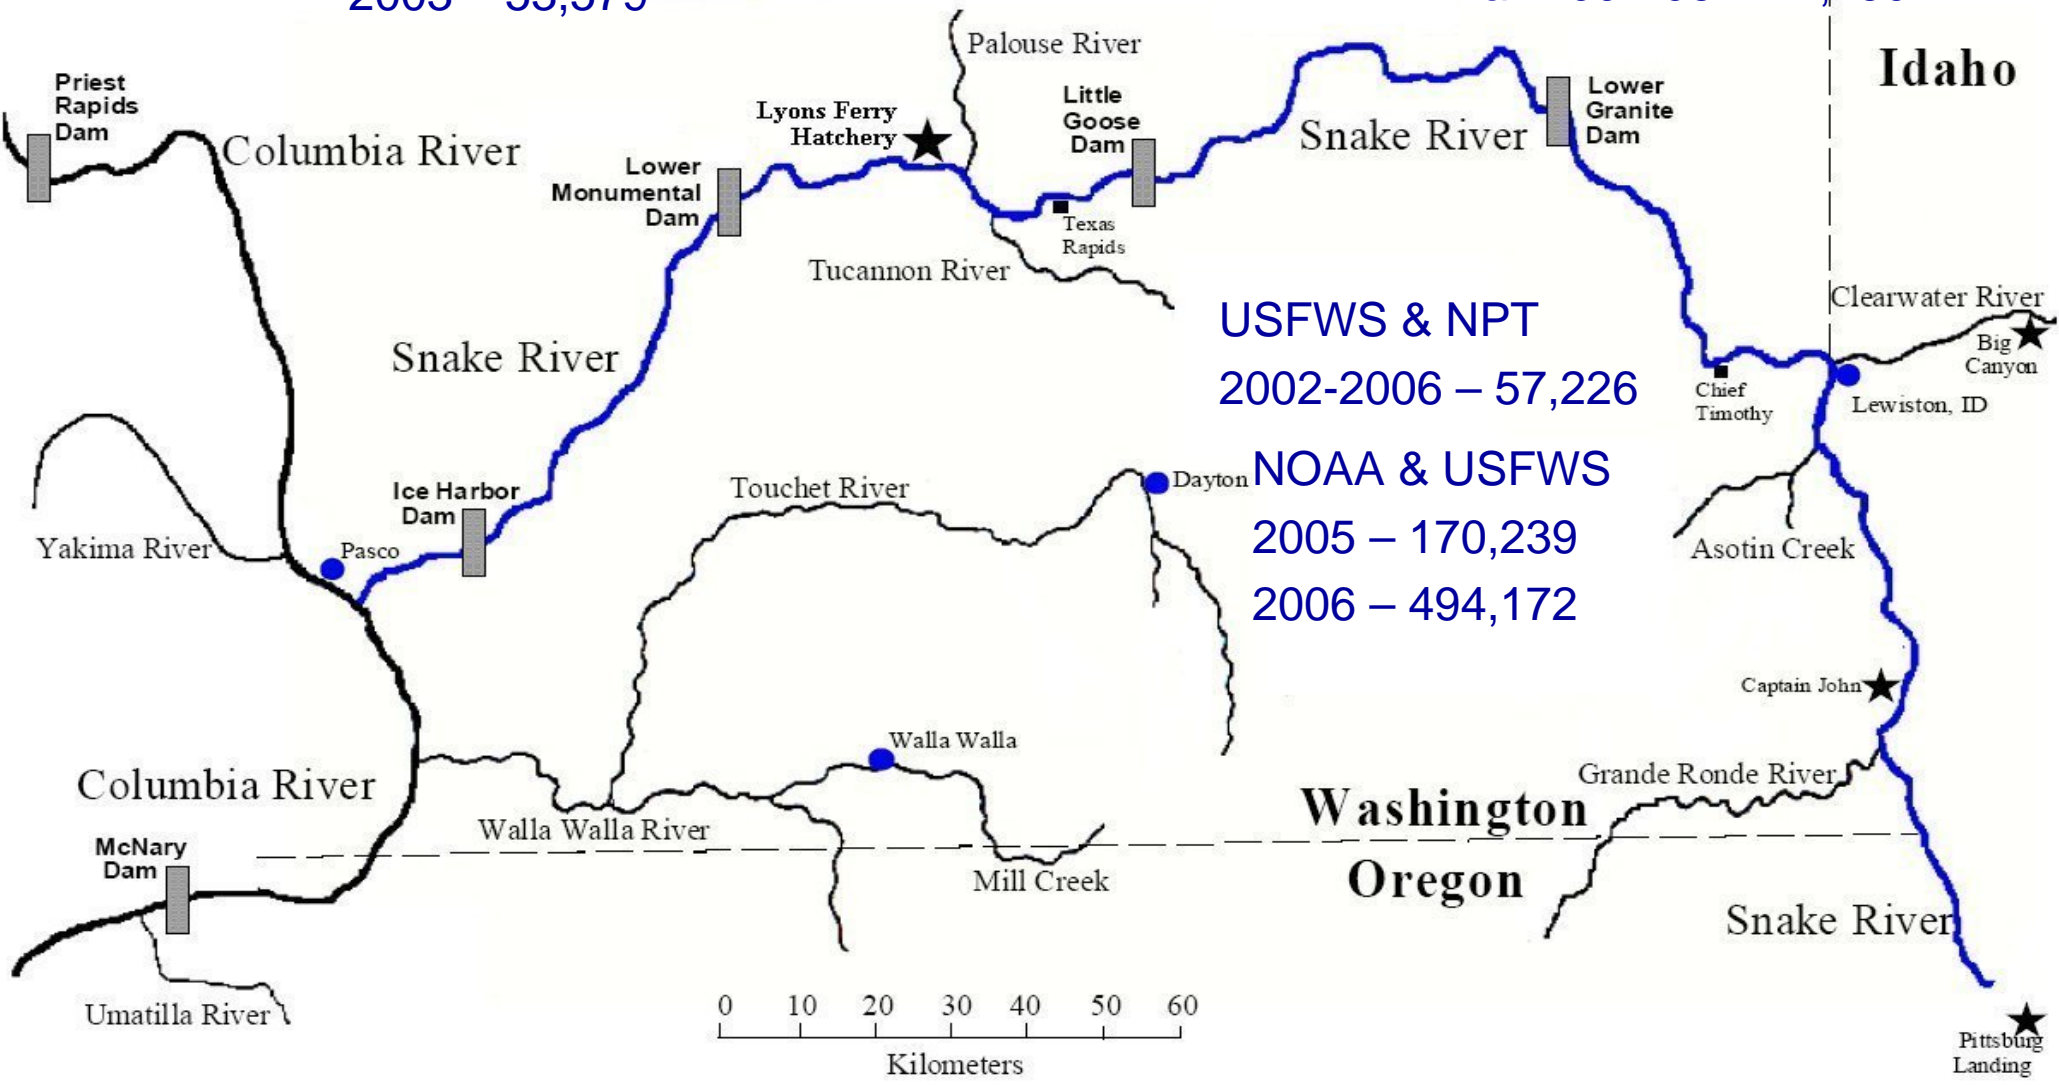 2005 – 53,579
Palouse River
Idaho
Priest
Rapids
Dam
Little
Goose
Dam
Lower
Granite
Dam
Lyons Ferry
Hatchery
Columbia River
Snake River
Lower
Monumental
Dam
Texas
Rapids
Tucannon River
Clearwater River
Big
Canyon
USFWS & NPT
2002-2006 – 57,226
Snake River
Chief
Timothy
Lewiston, ID
NOAA & USFWS
2005 – 170,239
2006 – 494,172
Dayton
Touchet River
Ice Harbor
Dam
Yakima River
Pasco
Asotin Creek
Captain John
Walla Walla
Columbia River
Grande Ronde River
Washington
Walla Walla River
McNary
Dam
Oregon
Mill Creek
Snake River
Umatilla River
0 10 20 30 40 50 60
Kilometers
Pittsburg
Landing